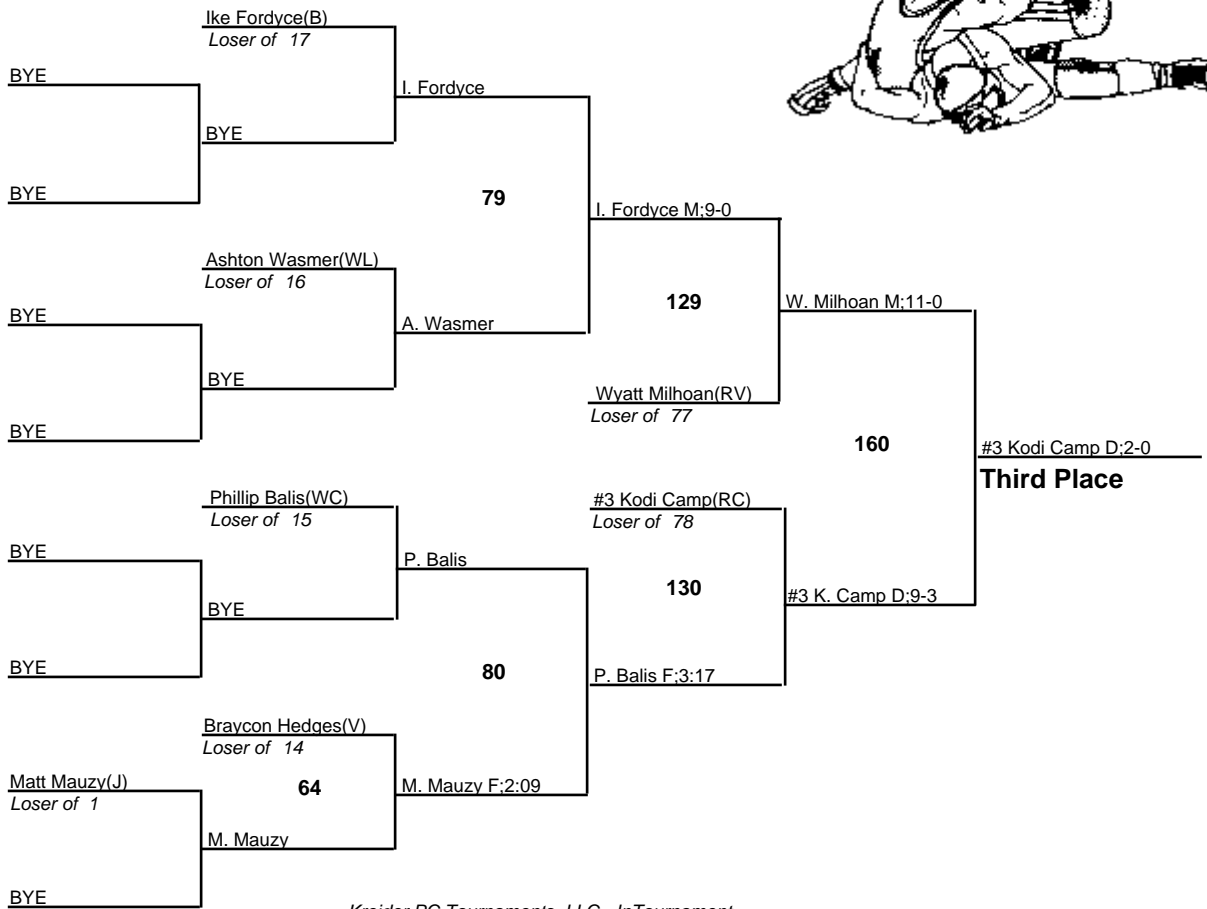 Ike Fordyce(B)
Loser of 17
BYE
I. Fordyce
BYE
BYE
79
I. Fordyce M;9-0
Ashton Wasmer(WL)
Loser of 16
129
W. Milhoan M;11-0
BYE
A. Wasmer
BYE
Wyatt Milhoan(RV)
Loser of 77
BYE
160
#3 Kodi Camp D;2-0
Third Place
Phillip Balis(WC)
Loser of 15
#3 Kodi Camp(RC)
Loser of 78
BYE
P. Balis
130
#3 K. Camp D;9-3
BYE
BYE
80
P. Balis F;3:17
Braycon Hedges(V)
Loser of 14
Matt Mauzy(J)
Loser of 1
64
M. Mauzy F;2:09
M. Mauzy
BYE